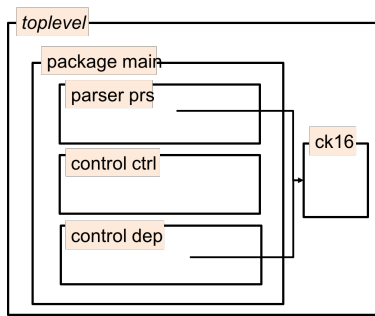 toplevel
package main
parser prs
ck16
control ctrl
control dep